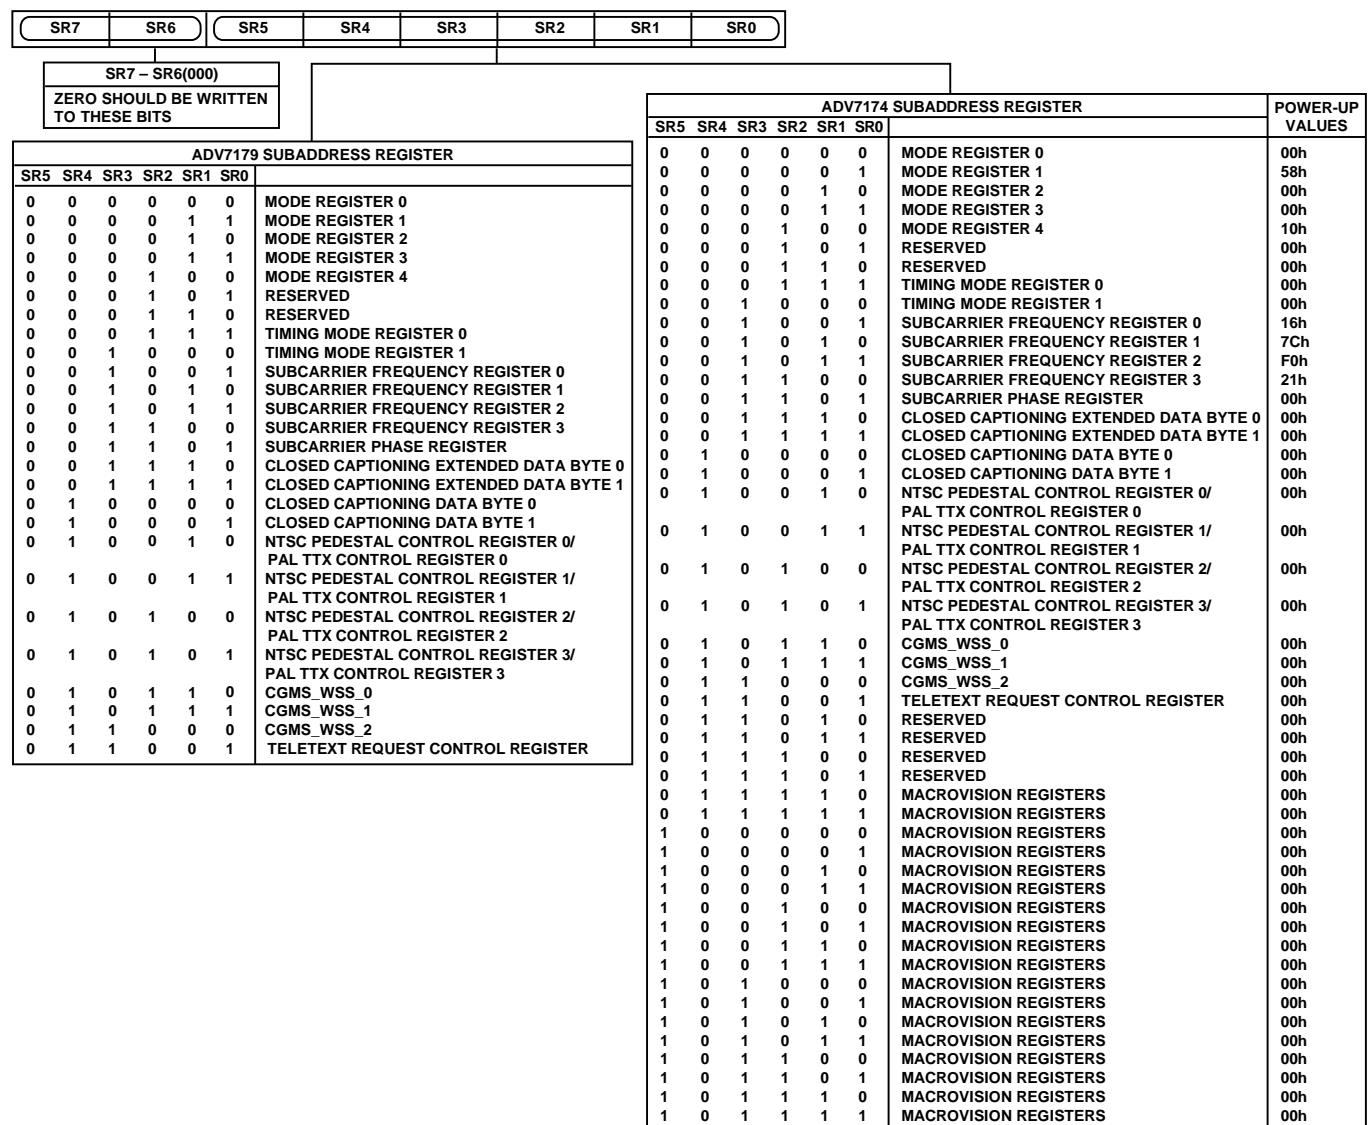 SR7 SR6 SR5 SR4 SR3 SR2 SR1 SR0
SR7 – SR6(000)
ZERO SHOULD BE WRITTEN
TO THESE BITS
ADV7179 SUBADDRESS REGISTER
SR5 SR4 SR3 SR2 SR1 SR0
0 0 0 0 0 0 MODE REGISTER 0
0 0 0 0 1 1 MODE REGISTER 1
0 0 0 0 1 0 MODE REGISTER 2
0 0 0 0 1 1 MODE REGISTER 3
0 0 0 1 0 0 MODE REGISTER 4
0 0 0 1 0 1 RESERVED
0 0 0 1 1 0 RESERVED
0 0 0 1 1 1 TIMING MODE REGISTER 0
0 0 1 0 0 0 TIMING MODE REGISTER 1
0 0 1 0 0 1 SUBCARRIER FREQUENCY REGISTER 0
0 0 1 0 1 0 SUBCARRIER FREQUENCY REGISTER 1
0 0 1 0 1 1 SUBCARRIER FREQUENCY REGISTER 2
0 0 1 1 0 0 SUBCARRIER FREQUENCY REGISTER 3
0 0 1 1 0 1 SUBCARRIER PHASE REGISTER
0 0 1 1 1 0 CLOSED CAPTIONING EXTENDED DATA BYTE 0
0 0 1 1 1 1 CLOSED CAPTIONING EXTENDED DATA BYTE 1
0 1 0 0 0 0 CLOSED CAPTIONING DATA BYTE 0
0 1 0 0 0 1 CLOSED CAPTIONING DATA BYTE 1
0 1 0 0 1 0 NTSC PEDESTAL CONTROL REGISTER 0/
PAL TTX CONTROL REGISTER 0
0 1 0 0 1 1 NTSC PEDESTAL CONTROL REGISTER 1/
PAL TTX CONTROL REGISTER 1
0 1 0 1 0 0 NTSC PEDESTAL CONTROL REGISTER 2/
PAL TTX CONTROL REGISTER 2
0 1 0 1 0 1 NTSC PEDESTAL CONTROL REGISTER 3/
PAL TTX CONTROL REGISTER 3
0 1 0 1 1 0 CGMS_WSS_0
0 1 0 1 1 1 CGMS_WSS_1
0 1 1 0 0 0 CGMS_WSS_2
0 1 1 0 0 1 TELETEXT REQUEST CONTROL REGISTER
ADV7174 SUBADDRESS REGISTER POWER-UP
SR5 SR4 SR3 SR2 SR1 SR0 VALUES
0 0 0 0 0 0 MODE REGISTER 0 00h
0 0 0 0 0 1 MODE REGISTER 1 58h
0 0 0 0 1 0 MODE REGISTER 2 00h
0 0 0 0 1 1 MODE REGISTER 3 00h
0 0 0 1 0 0 MODE REGISTER 4 10h
0 0 0 1 0 1 RESERVED 00h
0 0 0 1 1 0 RESERVED 00h
0 0 0 1 1 1 TIMING MODE REGISTER 0 00h
0 0 1 0 0 0 TIMING MODE REGISTER 1 00h
0 0 1 0 0 1 SUBCARRIER FREQUENCY REGISTER 0 16h
0 0 1 0 1 0 SUBCARRIER FREQUENCY REGISTER 1 7Ch
0 0 1 0 1 1 SUBCARRIER FREQUENCY REGISTER 2 F0h
0 0 1 1 0 0 SUBCARRIER FREQUENCY REGISTER 3 21h
0 0 1 1 0 1 SUBCARRIER PHASE REGISTER 00h
0 0 1 1 1 0 CLOSED CAPTIONING EXTENDED DATA BYTE 0 00h
0 0 1 1 1 1 CLOSED CAPTIONING EXTENDED DATA BYTE 1 00h
0 1 0 0 0 0 CLOSED CAPTIONING DATA BYTE 0 00h
0 1 0 0 0 1 CLOSED CAPTIONING DATA BYTE 1 00h
0 1 0 0 1 0 NTSC PEDESTAL CONTROL REGISTER 0/ 00h
PAL TTX CONTROL REGISTER 0
0 1 0 0 1 1 NTSC PEDESTAL CONTROL REGISTER 1/ 00h
PAL TTX CONTROL REGISTER 1
0 1 0 1 0 0 NTSC PEDESTAL CONTROL REGISTER 2/ 00h
PAL TTX CONTROL REGISTER 2
0 1 0 1 0 1 NTSC PEDESTAL CONTROL REGISTER 3/ 00h
PAL TTX CONTROL REGISTER 3
0 1 0 1 1 0 CGMS_WSS_0 00h
0 1 0 1 1 1 CGMS_WSS_1 00h
0 1 1 0 0 0 CGMS_WSS_2 00h
0 1 1 0 0 1 TELETEXT REQUEST CONTROL REGISTER 00h
0 1 1 0 1 0 RESERVED 00h
0 1 1 0 1 1 RESERVED 00h
0 1 1 1 0 0 RESERVED 00h
0 1 1 1 0 1 RESERVED 00h
0 1 1 1 1 0 MACROVISION REGISTERS 00h
0 1 1 1 1 1 MACROVISION REGISTERS 00h
1 0 0 0 0 0 MACROVISION REGISTERS 00h
1 0 0 0 0 1 MACROVISION REGISTERS 00h
1 0 0 0 1 0 MACROVISION REGISTERS 00h
1 0 0 0 1 1 MACROVISION REGISTERS 00h
1 0 0 1 0 0 MACROVISION REGISTERS 00h
1 0 0 1 0 1 MACROVISION REGISTERS 00h
1 0 0 1 1 0 MACROVISION REGISTERS 00h
1 0 0 1 1 1 MACROVISION REGISTERS 00h
1 0 1 0 0 0 MACROVISION REGISTERS 00h
1 0 1 0 0 1 MACROVISION REGISTERS 00h
1 0 1 0 1 0 MACROVISION REGISTERS 00h
1 0 1 0 1 1 MACROVISION REGISTERS 00h
1 0 1 1 0 0 MACROVISION REGISTERS 00h
1 0 1 1 0 1 MACROVISION REGISTERS 00h
1 0 1 1 1 0 MACROVISION REGISTERS 00h
1 0 1 1 1 1 MACROVISION REGISTERS 00h